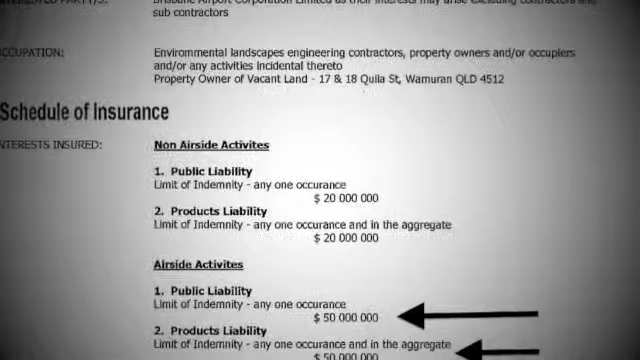 Brisbane Airport Corporation Limited as their interests may arise excluding contractors and
sub contractors
CCUPATION: Environmental landscapes engineering contractors, property owners and/or occupiers
and/or any activities incidental thereto
Property Owner of Vacant Land - 17 & 18 Quila St, Wamuran QLD 4512
Schedule of Insurance
NTERESTS INSURED: Non Airside Activites
1. Public Liability
Limit of Indemnity - any one occurance
$ 20 000 000
2. Products Liability
Limit of Indemnity - any one occurance and in the aggregate
$ 20 000 000
Airside Activites
1. Public Liability
Limit of Indemnity - any one occurance
$ 50 000 000
2. Products Liability
Limit of Indemnity - any one occurance and in the aggregate
$ 50 000 000